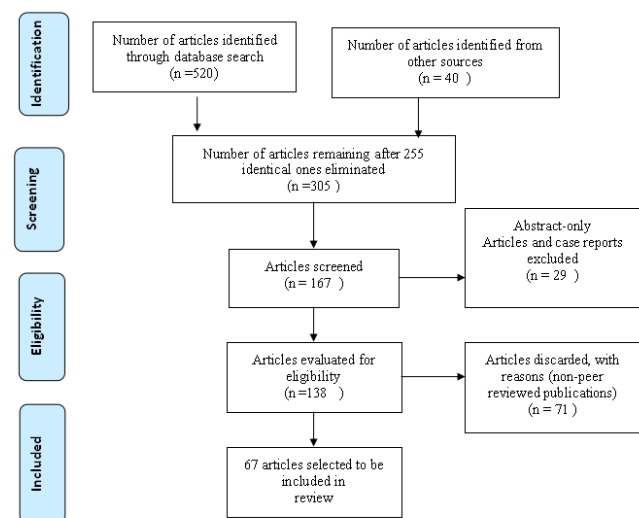 Identification
Number of articles identified
through database search
(n =520)
Number of articles identified from
other sources
(n = 40 )
Screening
Number of articles remaining after 255
identical ones eliminated
(n =305 )
Articles screened
(n = 167 )
Abstract-only
Articles and case reports
excluded
(n = 29 )
Eligibility
Articles evaluated for
eligibility
(n =138 )
Articles discarded, with
reasons (non-peer
reviewed publications)
(n = 71 )
Included
67 articles selected to be
included in
review